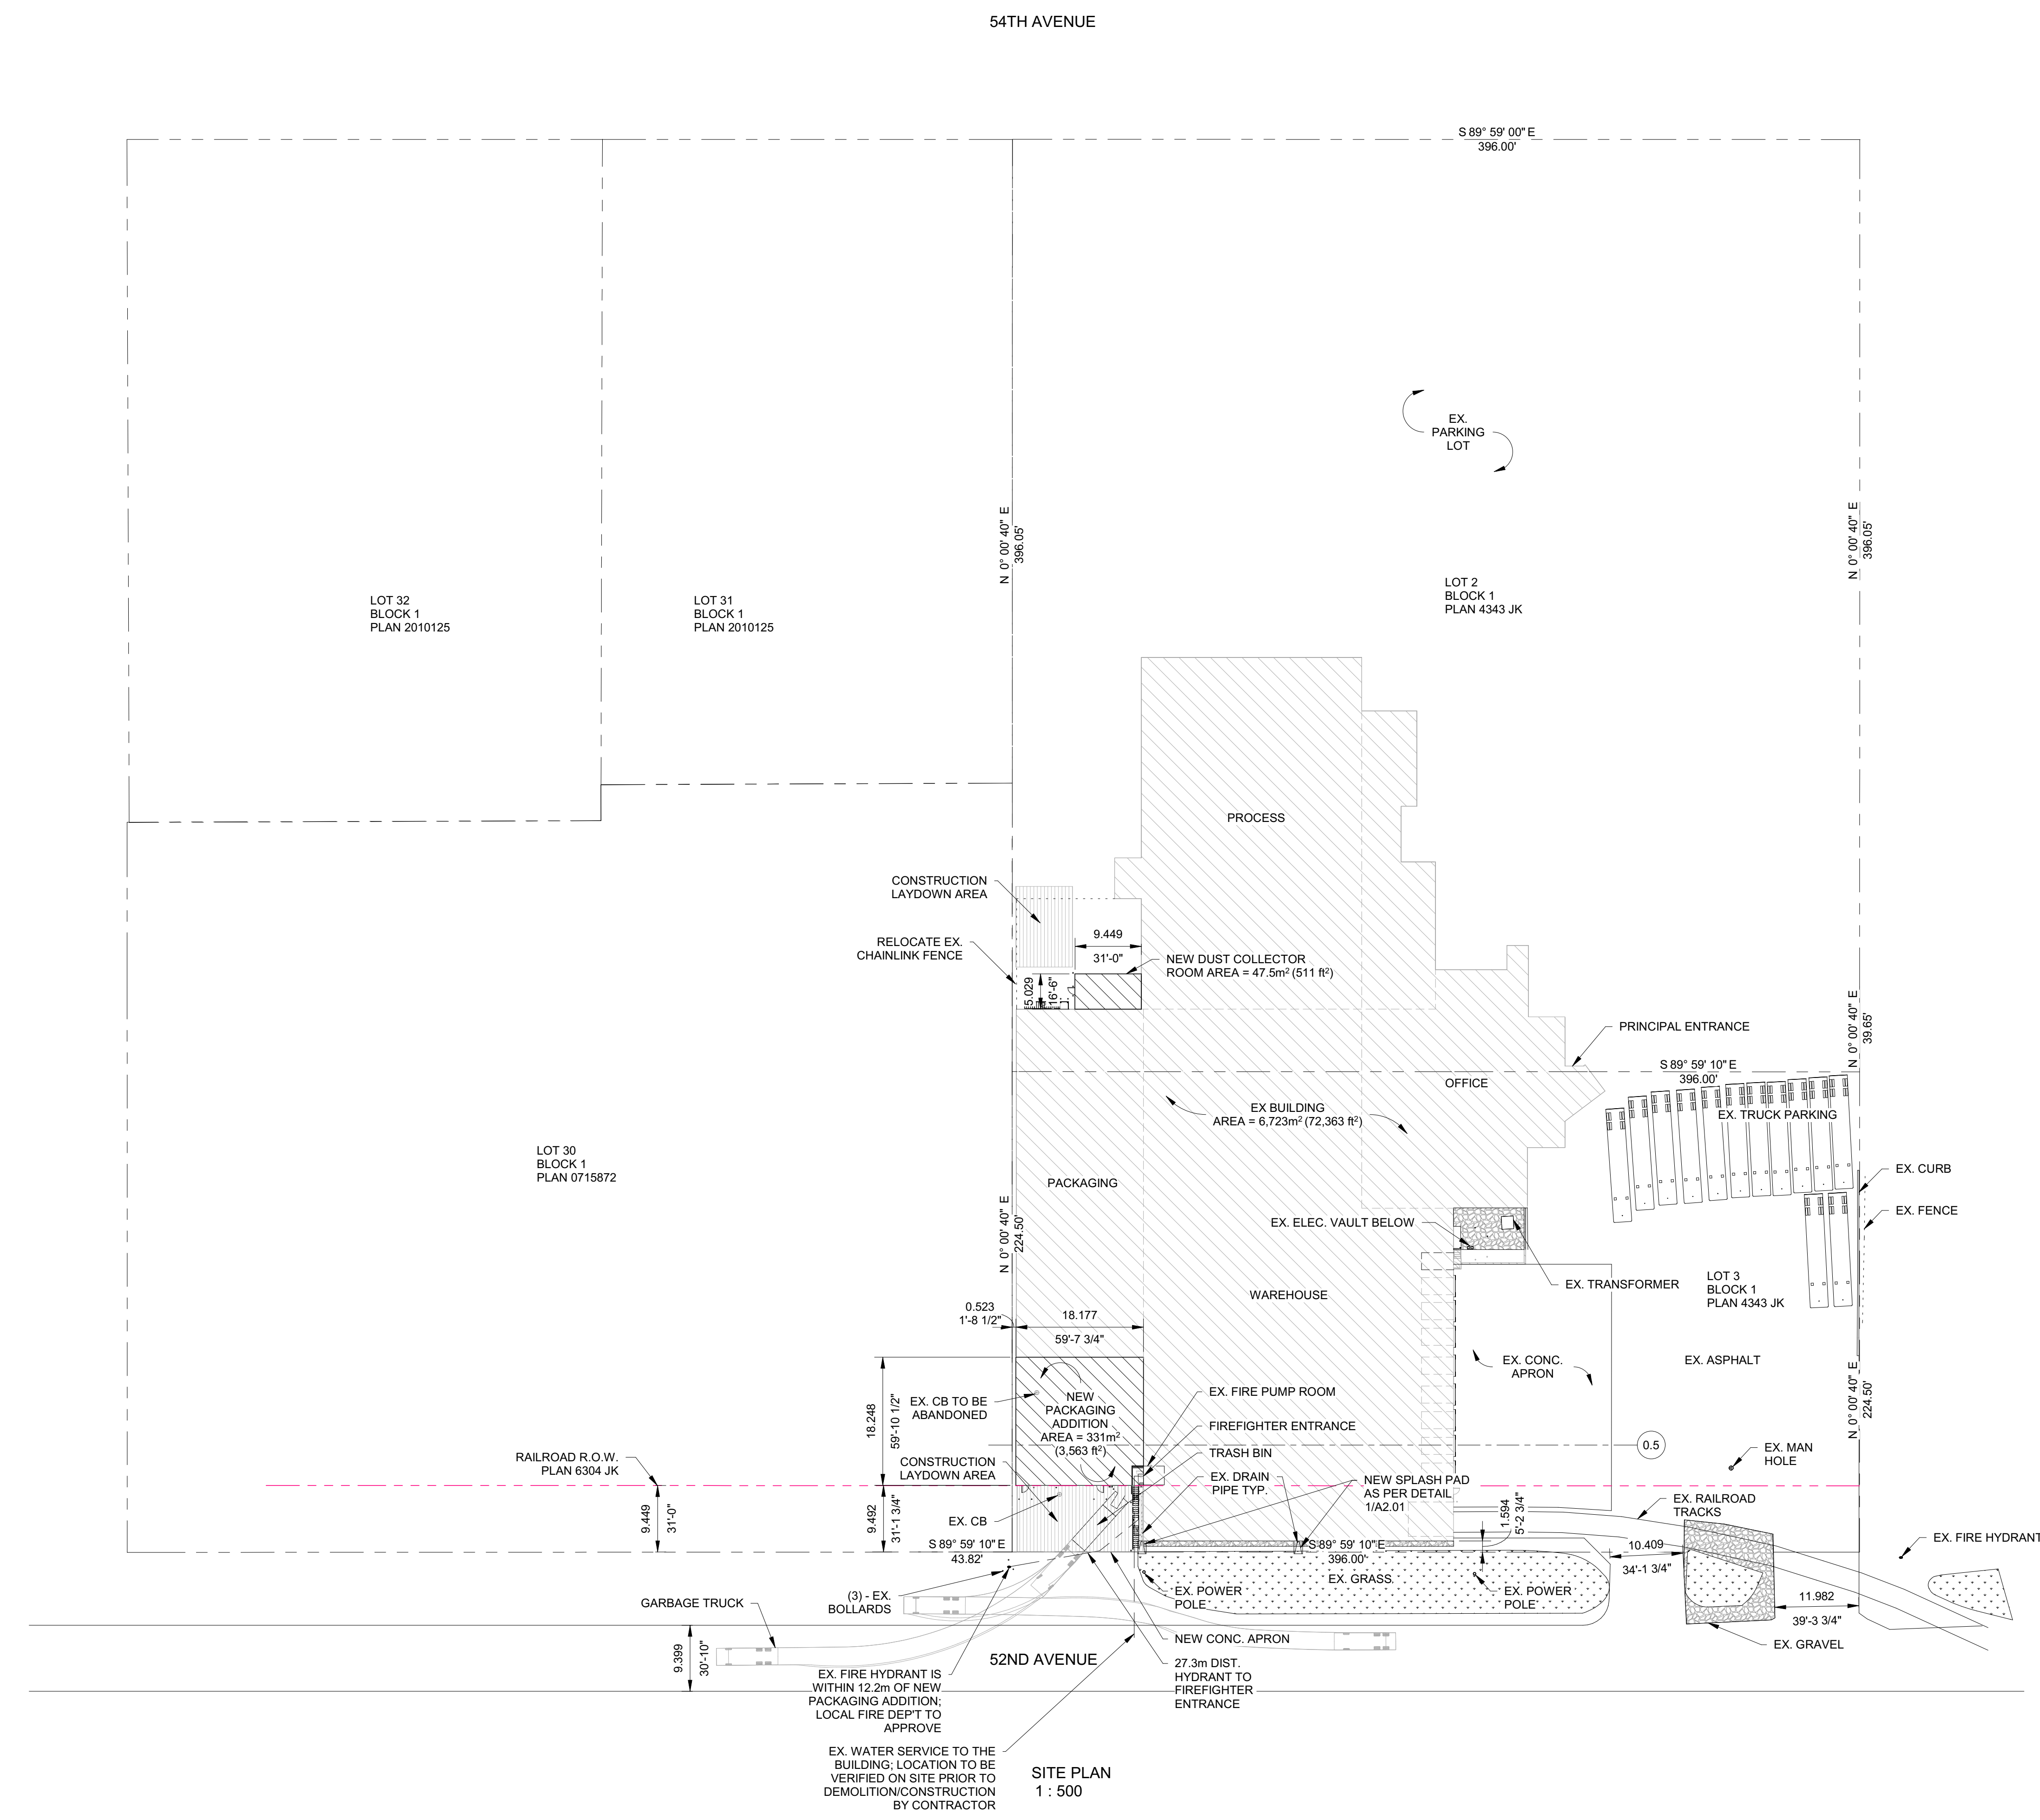 54TH AVENUE
S 89° 59' 00" E
396.00'
EX.
PARKING
LOT
N 0° 00' 40" E
396.05'
N 0° 00' 40" E
396.05'
LOT 32
BLOCK 1
PLAN 2010125
LOT 31
BLOCK 1
PLAN 2010125
LOT 2
BLOCK 1
PLAN 4343 JK
PROCESS
CONSTRUCTION
LAYDOWN AREA
RELOCATE EX.
CHAINLINK FENCE
9.449
31'-0"
NEW DUST COLLECTOR
ROOM AREA = 47.5m² (511 ft²)
5.029
16'-6"
PRINCIPAL ENTRANCE
N 0° 00' 40" E
39.65'
S 89° 59' 10" E
396.00'
OFFICE
EX BUILDING
AREA = 6,723m² (72,363 ft²)
EX. TRUCK PARKING
LOT 30
BLOCK 1
PLAN 0715872
PACKAGING
EX. CURB
EX. FENCE
N 0° 00' 40" E
224.50'
EX. ELEC. VAULT BELOW
EX. TRANSFORMER
LOT 3
BLOCK 1
PLAN 4343 JK
WAREHOUSE
0.523
1'-8 1/2"
18.177
59'-7 3/4"
EX. CONC.
APRON
EX. ASPHALT
N 0° 00' 40" E
224.50'
18.248
59'-10 1/2"
EX. CB TO BE
ABANDONED
NEW
PACKAGING
ADDITION
AREA = 331m²
(3,563 ft²)
EX. FIRE PUMP ROOM
FIREFIGHTER ENTRANCE
TRASH BIN
0.5
EX. MAN
HOLE
RAILROAD R.O.W.
PLAN 6304 JK
CONSTRUCTION
LAYDOWN AREA
EX. DRAIN
PIPE TYP.
NEW SPLASH PAD
AS PER DETAIL
1/A2.01
1.594
5'-2 3/4"
EX. RAILROAD
TRACKS
9.449
31'-0"
9.492
31'-1 3/4"
EX. CB
S 89° 59' 10" E
43.82'
S 89° 59' 10" E
396.00'
10.409
34'-1 3/4"
EX. FIRE HYDRANT
EX. GRASS
(3) - EX.
BOLLARDS
EX. POWER
POLE
EX. POWER
POLE
11.982
39'-3 3/4"
GARBAGE TRUCK
EX. GRAVEL
9.399
30'-10"
NEW CONC. APRON
52ND AVENUE
27.3m DIST.
HYDRANT TO
FIREFIGHTER
ENTRANCE
EX. FIRE HYDRANT IS
WITHIN 12.2m OF NEW
PACKAGING ADDITION;
LOCAL FIRE DEP'T TO
APPROVE
EX. WATER SERVICE TO THE
BUILDING; LOCATION TO BE
VERIFIED ON SITE PRIOR TO
DEMOLITION/CONSTRUCTION
BY CONTRACTOR
SITE PLAN
1 : 500